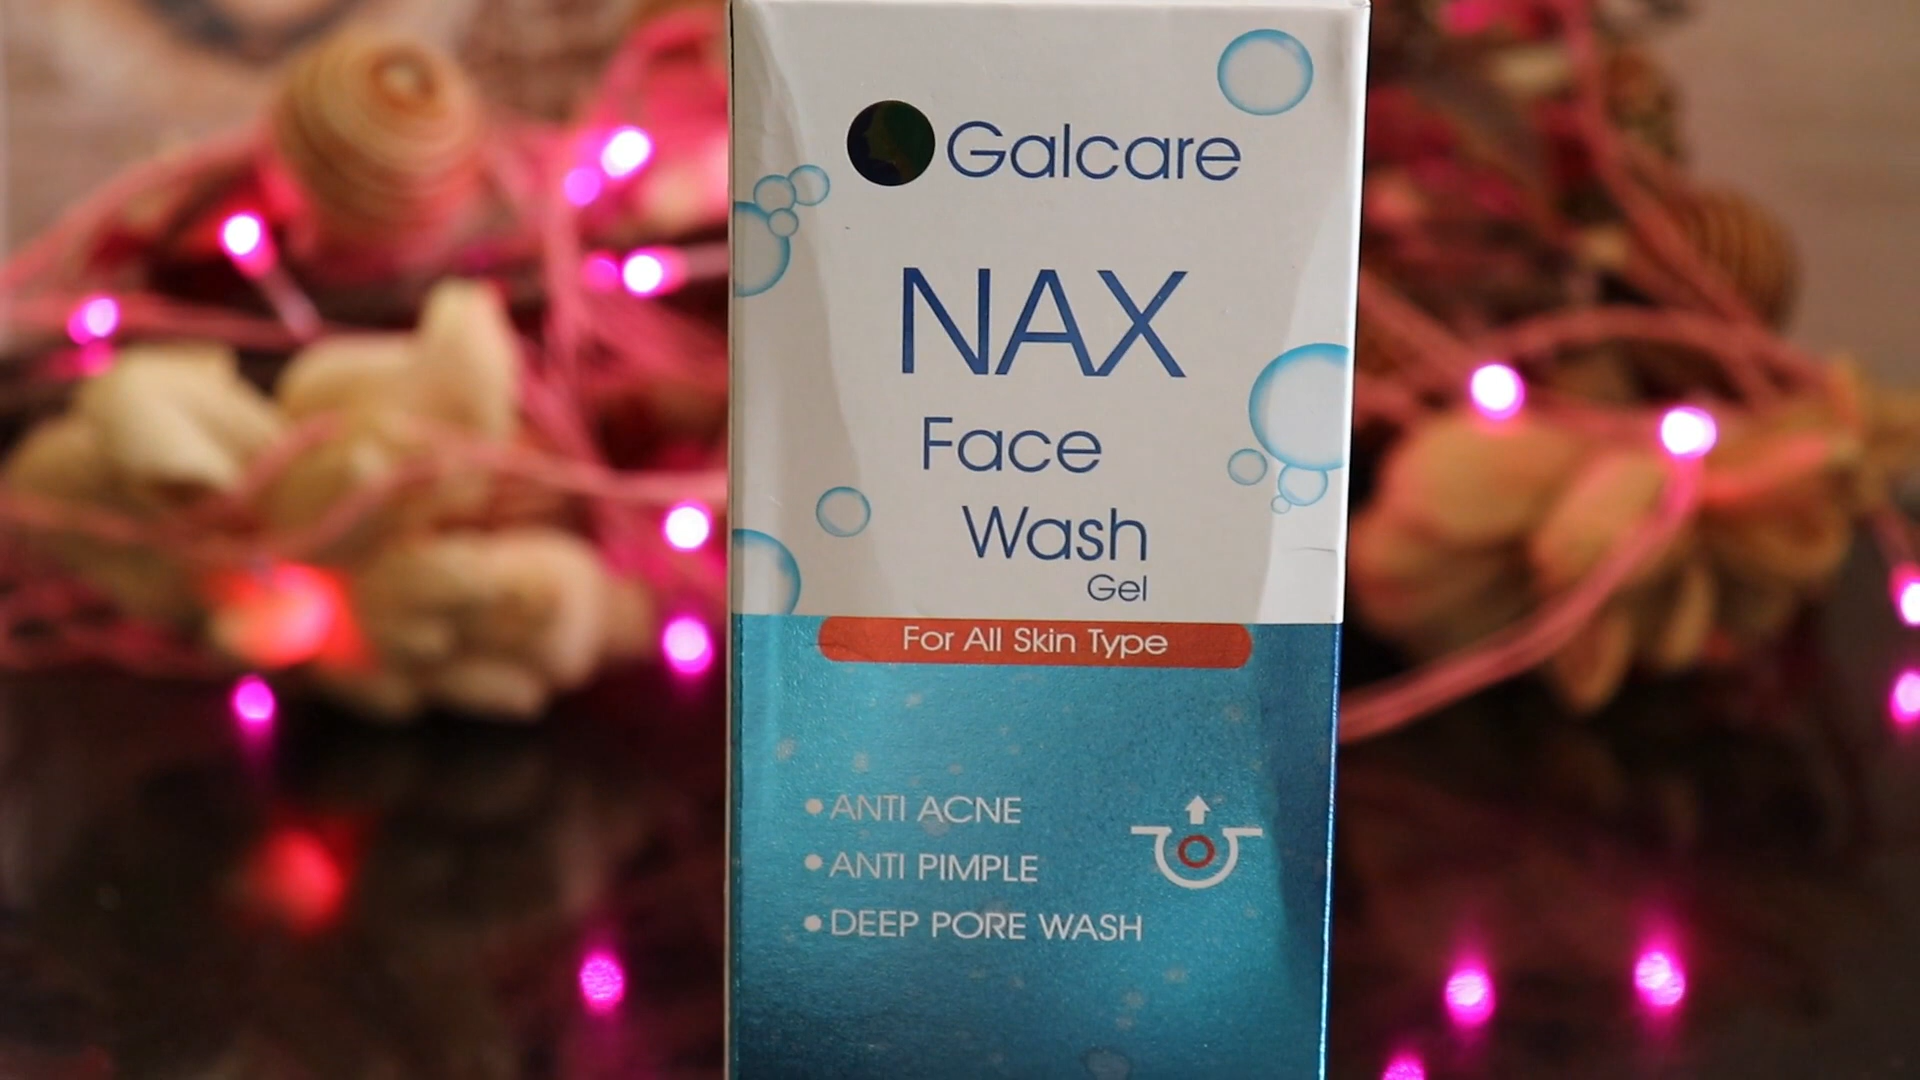 Galcare
NAX
Face
Wash
Gel
For All Skin Type
• ANTI ACNE
• ANTI PIMPLE
• DEEP PORE WASH